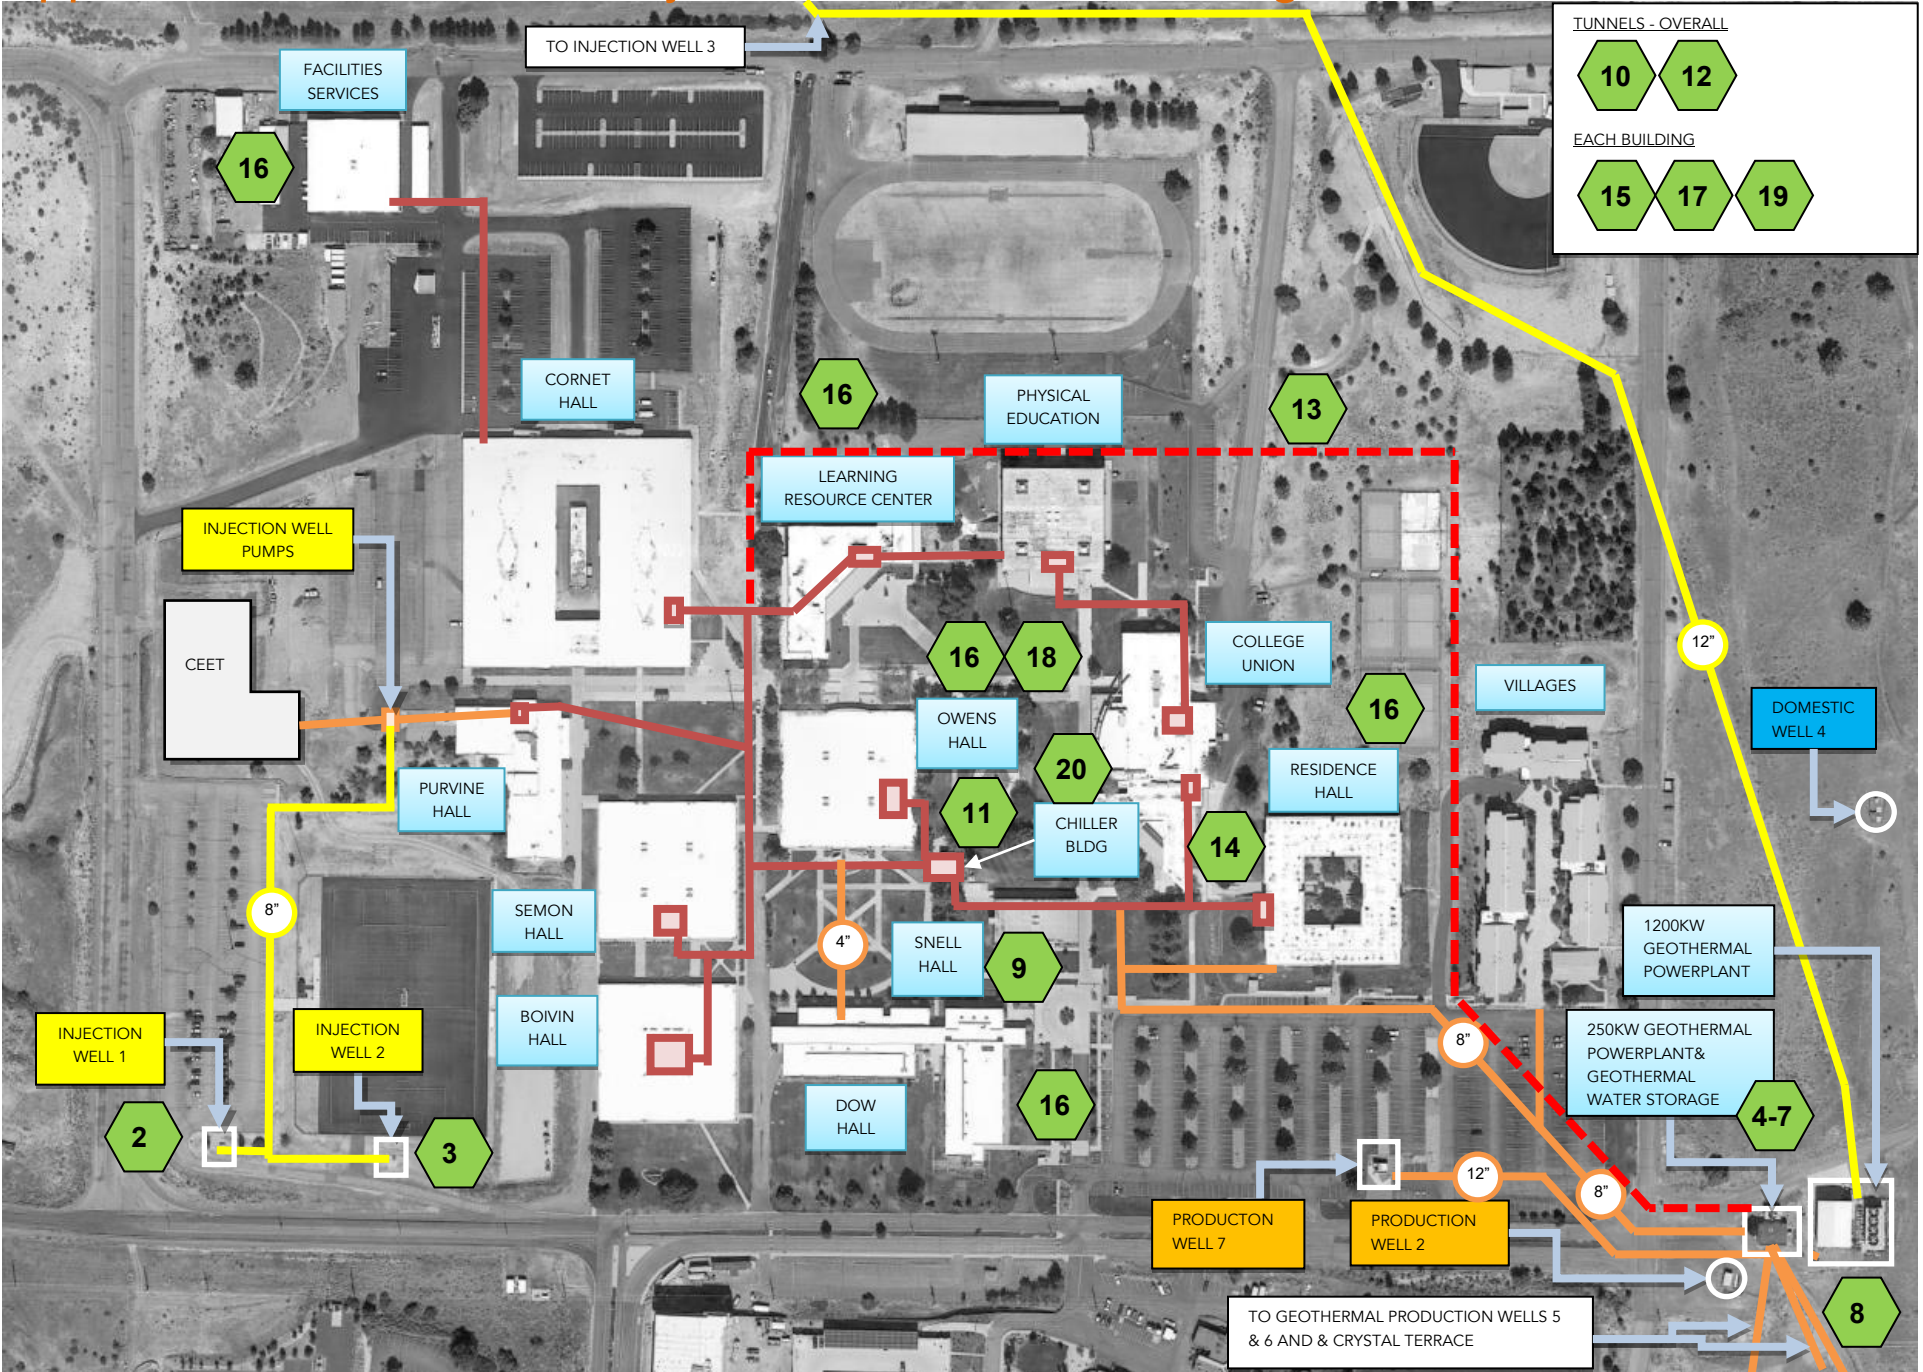 TO INJECTION WELL 3
TUNNELS - OVERALL
10
12
EACH BUILDING
15
17
19
FACILITIES
SERVICES
16
CORNET
HALL
16
PHYSICAL
EDUCATION
13
LEARNING
RESOURCE CENTER
INJECTION WELL
PUMPS
CEET
16
18
COLLEGE
UNION
12”
VILLAGES
16
DOMESTIC
WELL 4
OWENS
HALL
20
RESIDENCE
HALL
PURVINE
HALL
11
CHILLER
BLDG
14
8”
SEMON
HALL
4”
SNELL
HALL
9
1200KW
GEOTHERMAL
POWERPLANT
BOIVIN
HALL
INJECTION
WELL 1
INJECTION
WELL 2
8”
250KW GEOTHERMAL
POWERPLANT&
GEOTHERMAL
WATER STORAGE
4-7
DOW
HALL
16
2
3
12”
8”
PRODUCTON
WELL 7
PRODUCTION
WELL 2
8
TO GEOTHERMAL PRODUCTION WELLS 5
& 6 AND & CRYSTAL TERRACE